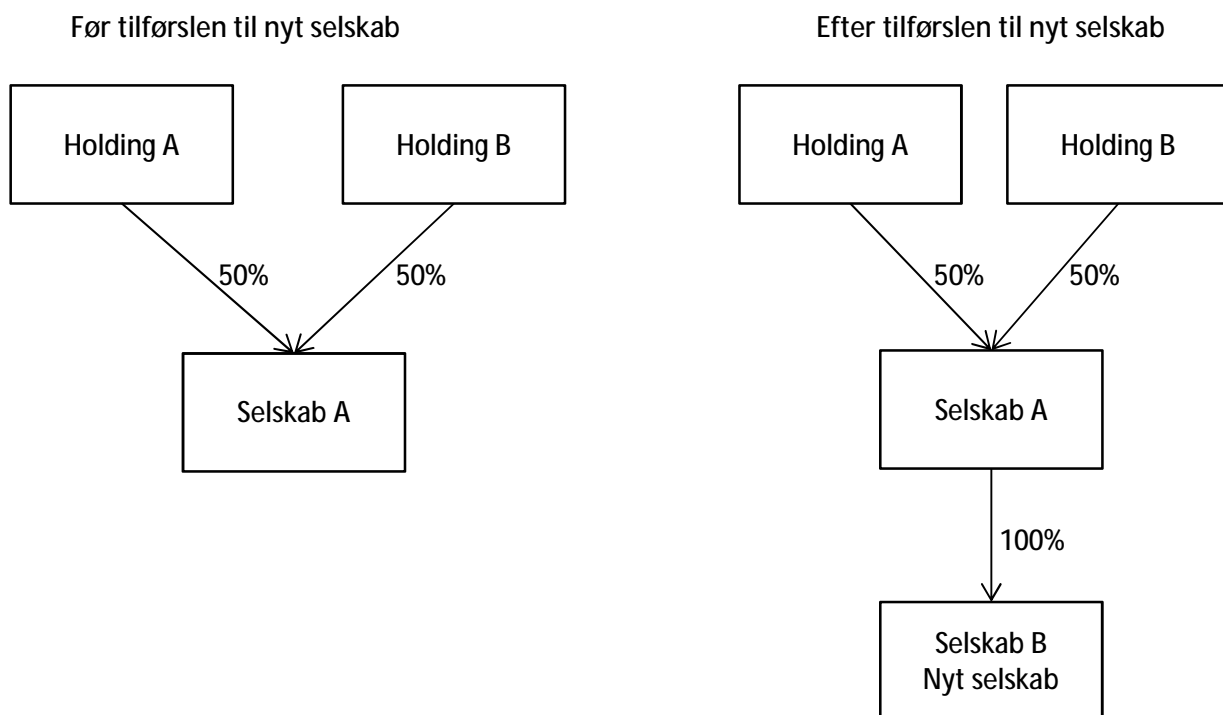 Før tilførslen til nyt selskab
Efter tilførslen til nyt selskab
Holding A
Holding B
Holding A
Holding B
50%
50%
50%
50%
Selskab A
Selskab A
100%
Selskab B
Nyt selskab